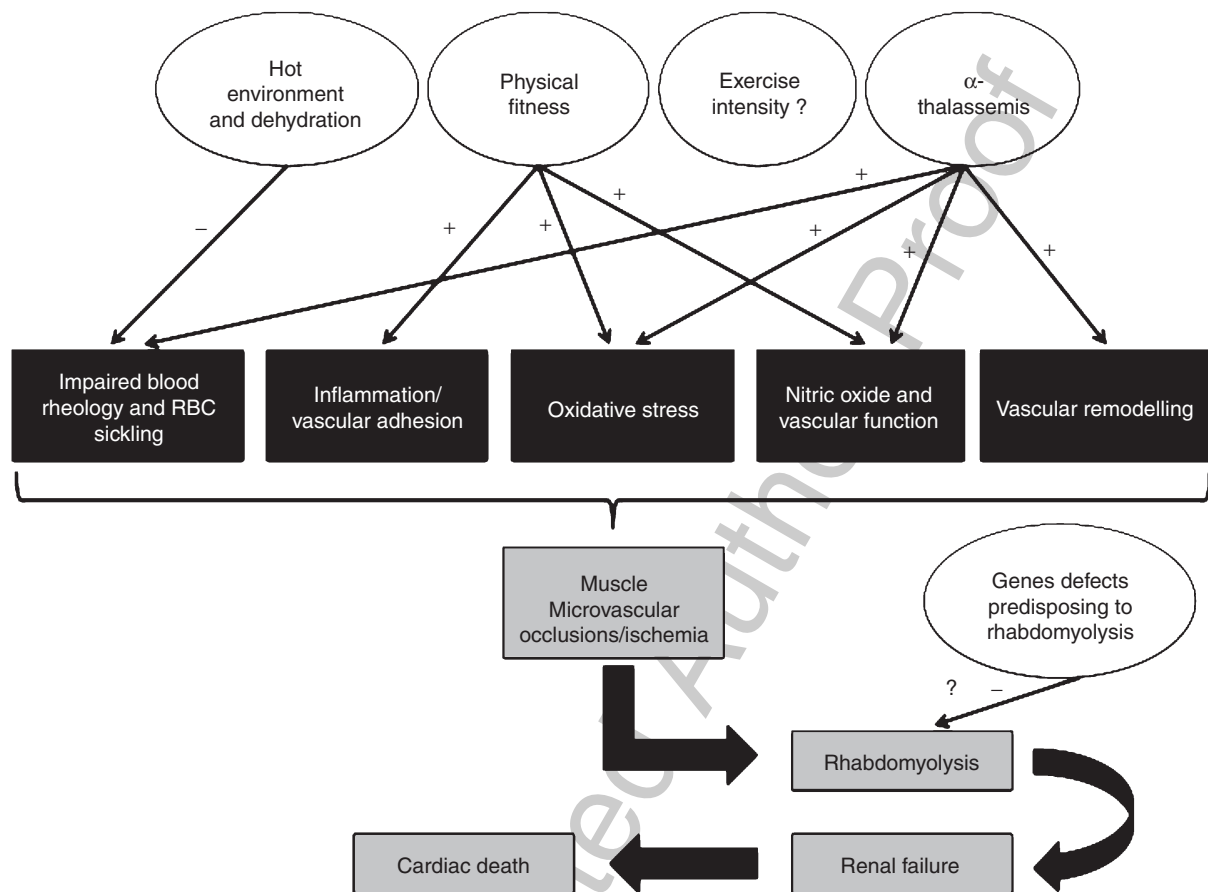 Hot
environment
and dehydration
Physical
fitness
Exercise
intensity ?
α-
thalassemis
−
+
+
+
+
+
+
+
Impaired blood
rheology and RBC
sickling
Inflammation/
vascular adhesion
Oxidative stress
Nitric oxide and
vascular function
Vascular remodelling
Muscle
Microvascular
occlusions/ischemia
Genes defects
predisposing to
rhabdomyolysis
? −
Rhabdomyolysis
Cardiac death
Renal failure
Author Proof